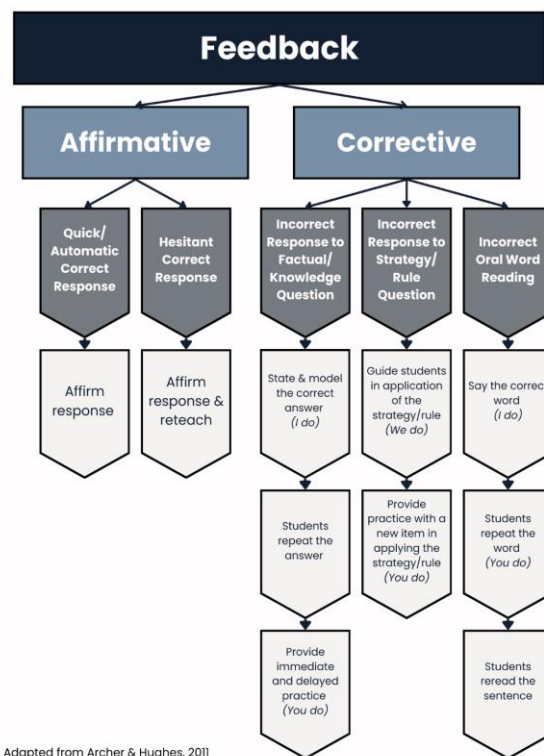 Feedback
Affirmative
Corrective
Quick/
Automatic
Correct
Response
Hesitant
Correct
Response
Incorrect
Response to
Factual/
Knowledge
Question
Incorrect
Response to
Strategy/
Rule
Question
Incorrect
Oral Word
Reading
Affirm
response
Affirm
response &
reteach
State & model
the correct
answer
(I do)
Guide students
in application
of the
strategy/rule
(We do)
Say the correct
word
(I do)
Students
repeat the
answer
Provide
practice with a
new item in
applying the
strategy/rule
(You do)
Students
repeat the
word
(You do)
Provide
immediate
and delayed
practice
(You do)
Students
reread the
sentence
Adapted from Archer & Hughes, 2011